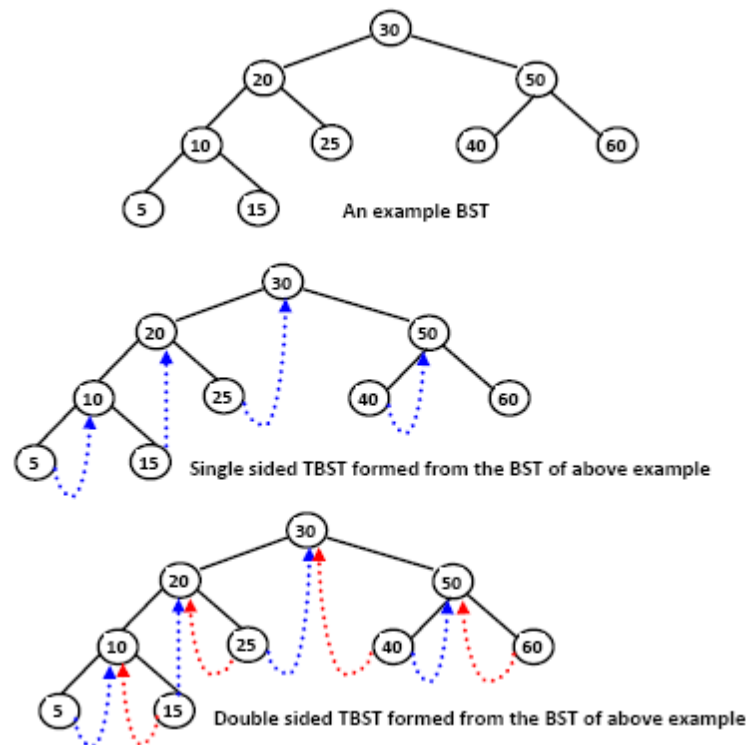 30
20 50
10 25 40 60
5 15
An example BST
30
20 50
10 25 40 60
5 15
Single sided TBST formed from the BST of above example
30
20 50
10 25 40 60
5 15
Double sided TBST formed from the BST of above example